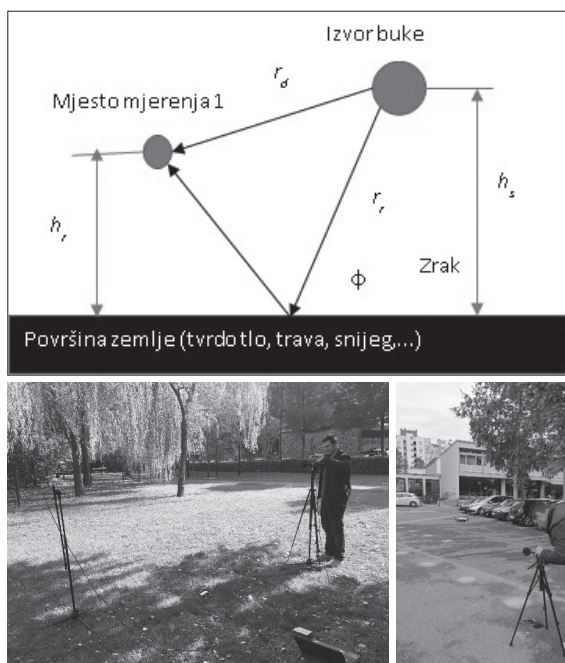 Izvor buke
r_d
Mjesto mjerenja 1
h_r
r_r
h_s
ϕ
Zrak
Površina zemlje (tvrdo tlo, trava, snijeg,...)